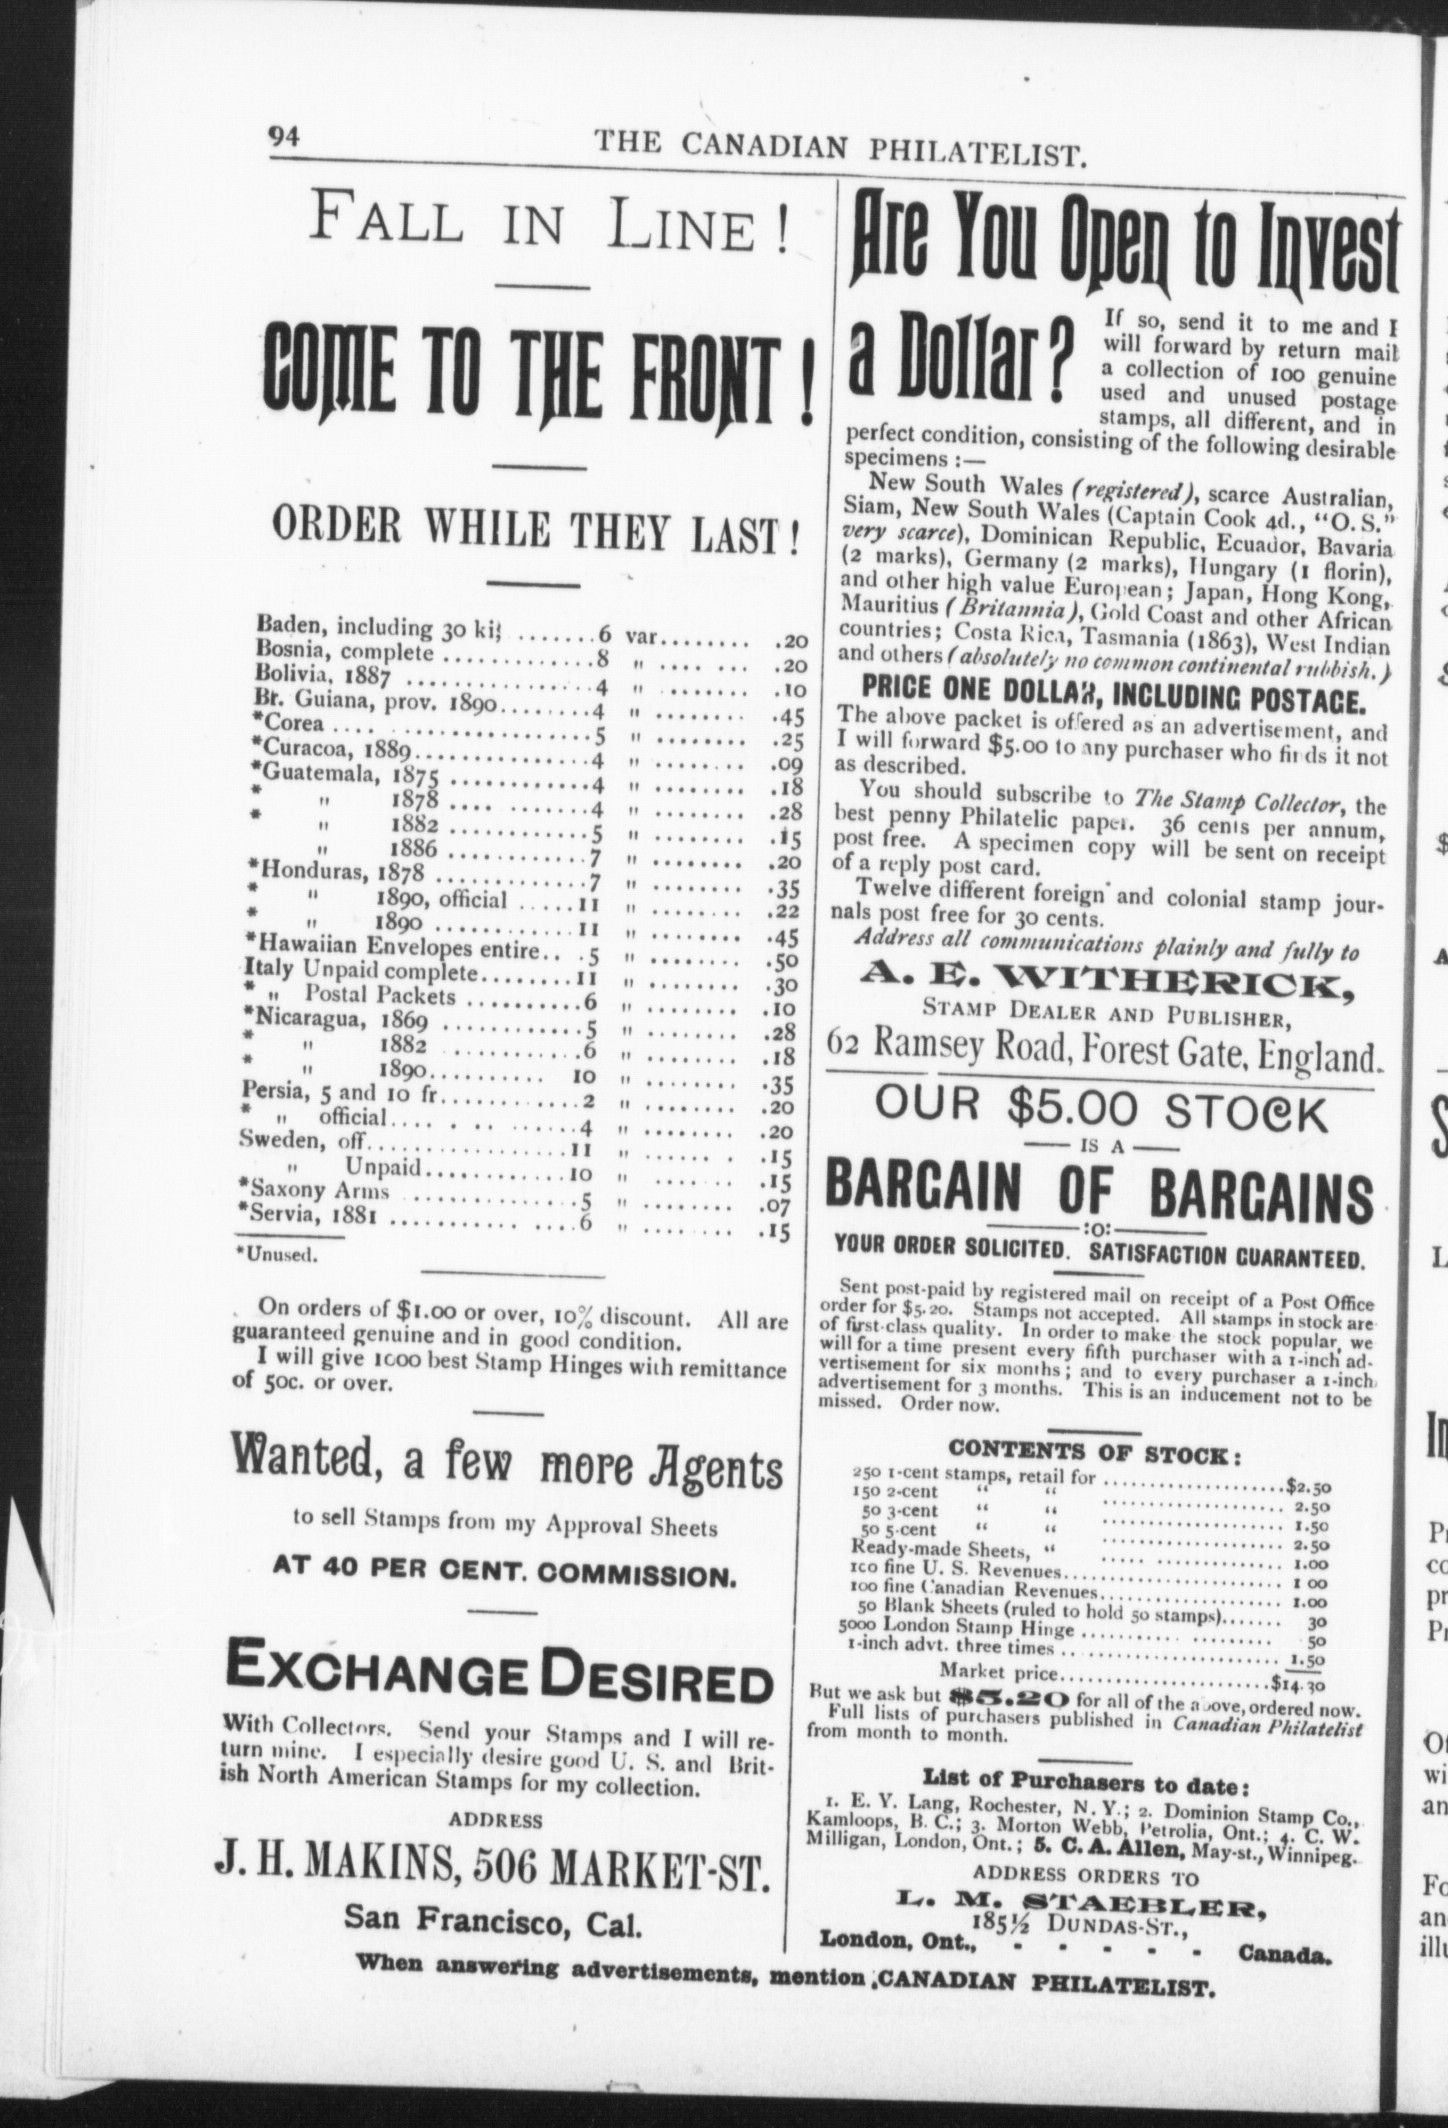 94 THE CANADIAN PHILATELIST.
FALL IN LINE!
COME TO THE FRONT!
ORDER WHILE THEY LAST!
Baden, including 30 ki; .......6 var........ .20
Bosnia, complete .............8 " .... ... .20
Bolivia, 1887 ...............4 " ........ .10
Br. Guiana, prov. 1890........4 " ........ .45
*Corea .... .................5 " ........ .25
*Curacoa, 1889...............4 " ........ .09
*Guatemala, 1875 ............4 " ........ .18
* " 1878 .... .......4 " ........ .28
* " 1882 ............5 " ........ .15
" 1886 ............7 " ........ .20
*Honduras, 1878 .............7 " ........ .35
* " 1890, official .....11 " ........ .22
* " 1890 ............11 " ........ .45
*Hawaiian Envelopes entire.. .5 " ........ .50
Italy Unpaid complete........11 " ........ .30
* " Postal Packets ..........6 " ........ .10
*Nicaragua, 1869 ............5 " ........ .28
* " 1882 ...........6 " ........ .18
* " 1890.......... 10 " ........ .35
Persia, 5 and 10 fr............2 " ........ .20
* " official.... . .. ......4 " ........ .20
Sweden, off..................11 " ...... . .15
" Unpaid............10 " ....... .15
*Saxony Arms ..............5 " ........ .07
*Servia, 1881 ........... ....6 " ........ .15
*Unused.
On orders of $1.00 or over, 10% discount. All are
guaranteed genuine and in good condition.
I will give 1000 best Stamp Hinges with remittance
of 50c. or over.
Wanted, a few more Agents
to sell Stamps from my Approval Sheets
AT 40 PER CENT. COMMISSION.
EXCHANGE DESIRED
With Collectors. Send your Stamps and I will re-
turn mine. I especially desire good U. S. and Brit-
ish North American Stamps for my collection.
ADDRESS
J. H. MAKINS, 506 MARKET-ST.
San Francisco, Cal.
Are You Open to Invest
a Dollar? If so, send it to me and I
will forward by return mail
a collection of 100 genuine
used and unused postage
stamps, all different, and in
perfect condition, consisting of the following desirable
specimens :—
New South Wales (registered), scarce Australian,
Siam, New South Wales (Captain Cook 4d., "O. S."
very scarce), Dominican Republic, Ecuador, Bavaria
(2 marks), Germany (2 marks), Hungary (1 florin),
and other high value European; Japan, Hong Kong,
Mauritius (Britannia), Gold Coast and other African
countries; Costa Rica, Tasmania (1863), West Indian
and others (absolutely no common continental rubbish.)
PRICE ONE DOLLAR, INCLUDING POSTAGE.
The above packet is offered as an advertisement, and
I will forward $5.00 to any purchaser who finds it not
as described.
You should subscribe to The Stamp Collector, the
best penny Philatelic paper. 36 cents per annum,
post free. A specimen copy will be sent on receipt
of a reply post card.
Twelve different foreign and colonial stamp jour-
nals post free for 30 cents.
Address all communications plainly and fully to
A. E. WITHERICK,
STAMP DEALER AND PUBLISHER,
62 Ramsey Road, Forest Gate, England.
OUR $5.00 STOCK
— IS A —
BARGAIN OF BARGAINS
:o:
YOUR ORDER SOLICITED. SATISFACTION GUARANTEED.
Sent post-paid by registered mail on receipt of a Post Office
order for $5.20. Stamps not accepted. All stamps in stock are
of first-class quality. In order to make the stock popular, we
will for a time present every fifth purchaser with a 1-inch ad-
vertisement for six months; and to every purchaser a 1-inch
advertisement for 3 months. This is an inducement not to be
missed. Order now.
CONTENTS OF STOCK:
250 1-cent stamps, retail for ....................$2.50
150 2-cent " " .................... 2.50
50 3-cent " " .................... 1.50
50 5-cent " " .................... 2.50
Ready-made Sheets, " ..... .............. 1.00
100 fine U. S. Revenues........................ 1 00
100 fine Canadian Revenues.................... 1.00
50 Blank Sheets (ruled to hold 50 stamps)....... 30
5000 London Stamp Hinge ........... ......... 50
1-inch advt. three times .. ...................... 1.50
Market price.......................$14.30
But we ask but $5.20 for all of the above, ordered now.
Full lists of purchasers published in Canadian Philatelist
from month to month.
List of Purchasers to date:
1. E. Y. Lang, Rochester, N. Y.; 2. Dominion Stamp Co.,
Kamloops, B. C.; 3. Morton Webb, Petrolia, Ont.; 4. C. W.
Milligan, London, Ont.; 5. C. A. Allen, May-st., Winnipeg.
ADDRESS ORDERS TO
L. M. STAEBLER,
185½ DUNDAS-ST.,
London, Ont., - - - - - Canada.
When answering advertisements, mention CANADIAN PHILATELIST.